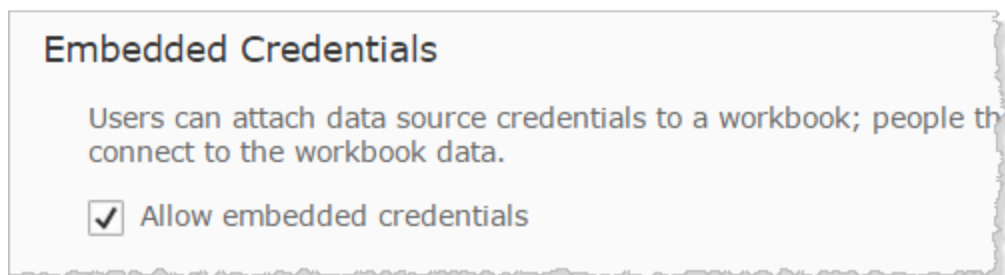 Embedded Credentials
Users can attach data source credentials to a workbook; people
connect to the workbook data.
Allow embedded credentials